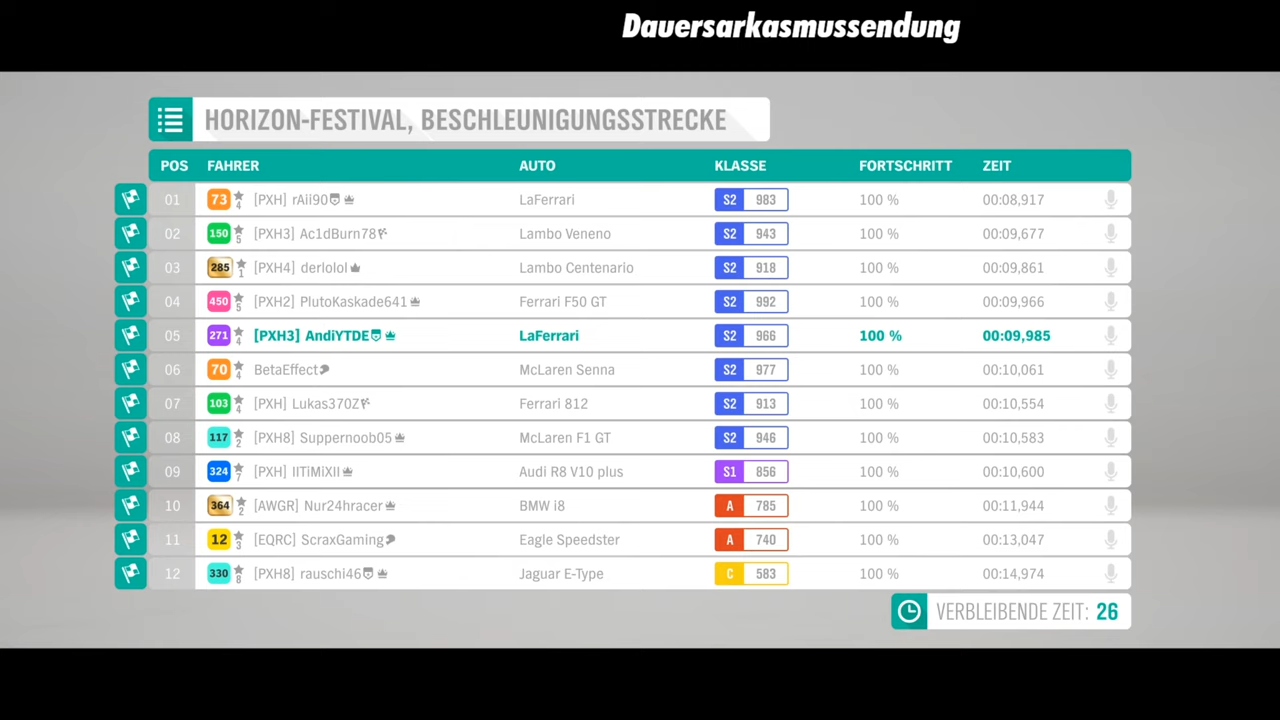 Dauersarkasmussendung
HORIZON-FESTIVAL, BESCHLEUNIGUNGSSTRECKE
POS FAHRER AUTO KLASSE FORTSCHRITT ZEIT
01 73 4 [PXH] rAii90 LaFerrari S2 983 100 % 00:08,917
02 150 5 [PXH3] Ac1dBurn78 Lambo Veneno S2 943 100 % 00:09,677
03 285 1 [PXH4] derlolol Lambo Centenario S2 918 100 % 00:09,861
04 450 5 [PXH2] PlutoKaskade641 Ferrari F50 GT S2 992 100 % 00:09,966
05 271 4 [PXH3] AndiYTDE LaFerrari S2 966 100 % 00:09,985
06 70 4 BetaEffect McLaren Senna S2 977 100 % 00:10,061
07 103 4 [PXH] Lukas370Z Ferrari 812 S2 913 100 % 00:10,554
08 117 2 [PXH8] Suppernoob05 McLaren F1 GT S2 946 100 % 00:10,583
09 324 7 [PXH] IITiMiXII Audi R8 V10 plus S1 856 100 % 00:10,600
10 364 2 [AWGR] Nur24hracer BMW i8 A 785 100 % 00:11,944
11 12 3 [EQRC] ScraxGaming Eagle Speedster A 740 100 % 00:13,047
12 330 8 [PXH8] rauschi46 Jaguar E-Type C 583 100 % 00:14,974
VERBLEIBENDE ZEIT: 26